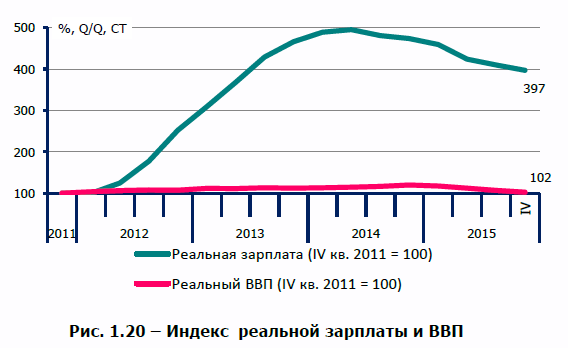 %, Q/Q, СТ
500
400
300
200
100
397
102
2011
2012
2013
2014
2015
IV
Реальная зарплата (IV кв. 2011 = 100)
Реальный ВВП (IV кв. 2011 = 100)
Рис. 1.20 – Индекс реальной зарплаты и ВВП